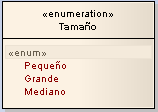 «enumeration»
Tamaño
«enum»
Pequeño
Grande
Mediano